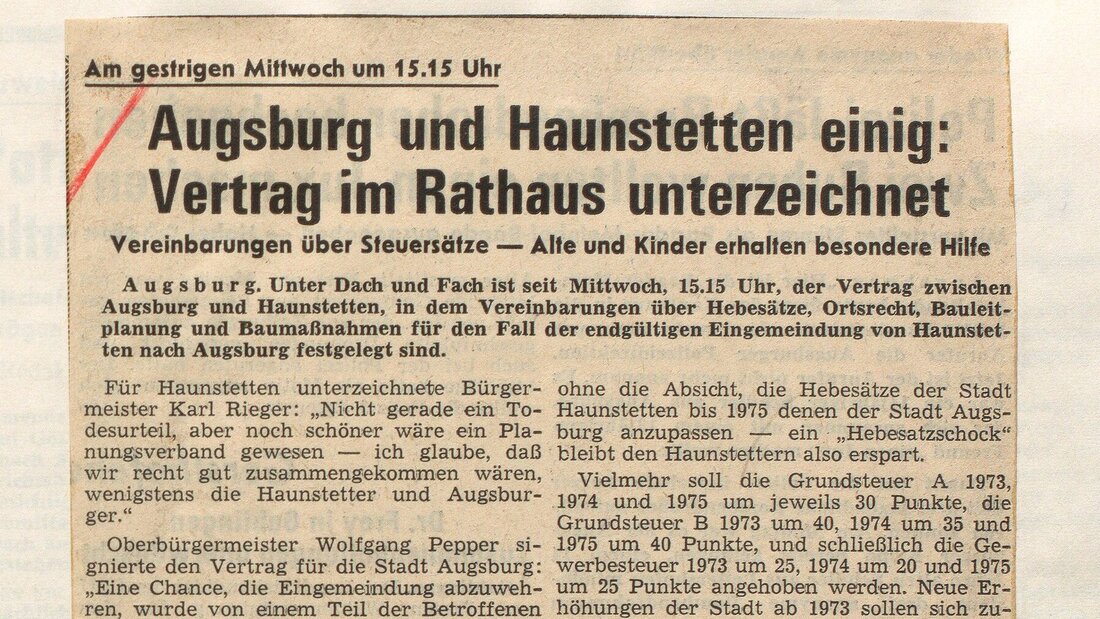 Am gestrigen Mittwoch um 15.15 Uhr
Augsburg und Haunstetten einig:
Vertrag im Rathaus unterzeichnet
Vereinbarungen über Steuersätze — Alte und Kinder erhalten besondere Hilfe
Augsburg. Unter Dach und Fach ist seit Mittwoch, 15.15 Uhr, der Vertrag zwischen
Augsburg und Haunstetten, in dem Vereinbarungen über Hebesätze, Ortsrecht, Bauleit-
planung und Baumaßnahmen für den Fall der endgültigen Eingemeindung von Haunstet-
ten nach Augsburg festgelegt sind.
Für Haunstetten unterzeichnete Bürger-
meister Karl Rieger: „Nicht gerade ein To-
desurteil, aber noch schöner wäre ein Pla-
nungsverband gewesen — ich glaube, daß
wir recht gut zusammengekommen wären,
wenigstens die Haunstetter und Augsbur-
ger.“
Oberbürgermeister Wolfgang Pepper si-
gnierte den Vertrag für die Stadt Augsburg:
„Eine Chance, die Eingemeindung abzuweh-
ren, wurde von einem Teil der Betroffenen
ohne die Absicht, die Hebesätze der Stadt
Haunstetten bis 1975 denen der Stadt Augs-
burg anzupassen — ein „Hebesatzschock“
bleibt den Haunstettern also erspart.
Vielmehr soll die Grundsteuer A 1973,
1974 und 1975 um jeweils 30 Punkte, die
Grundsteuer B 1973 um 40, 1974 um 35 und
1975 um 40 Punkte, und schließlich die Ge-
werbesteuer 1973 um 25, 1974 um 20 und 1975
um 25 Punkte angehoben werden. Neue Er-
höhungen der Stadt ab 1973 sollen sich zu-